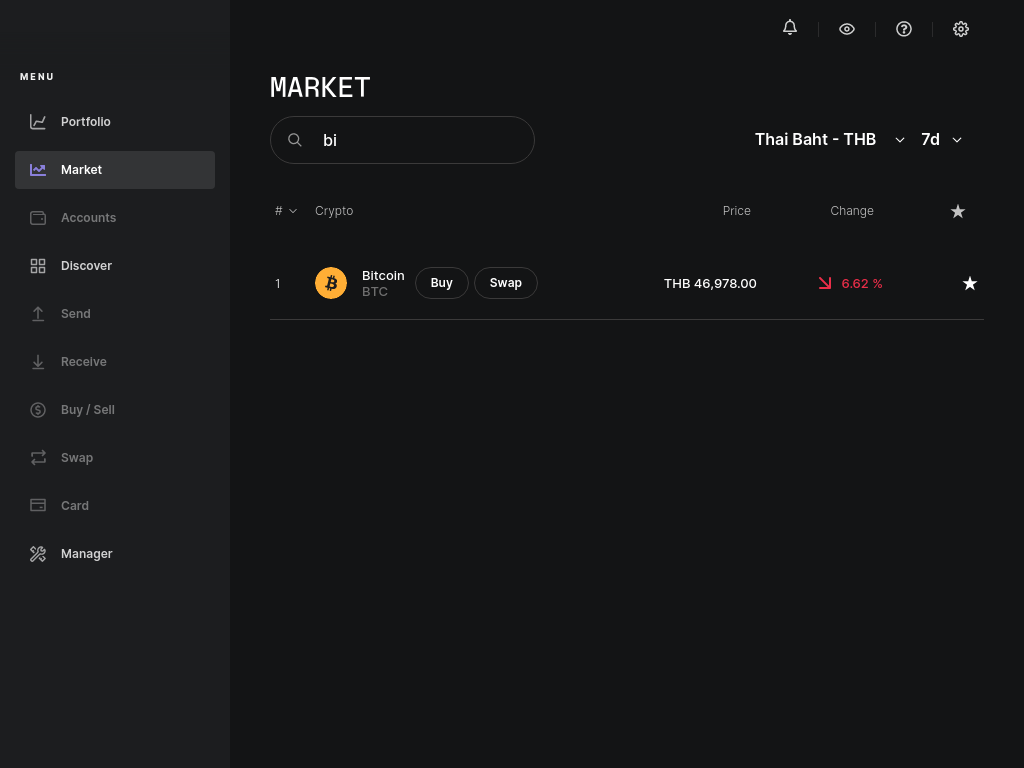 MENU
Portfolio
Market
Accounts
Discover
Send
Receive
Buy / Sell
Swap
Card
Manager
MARKET
bi
Thai Baht - THB
7d
# Crypto Price Change
1 Bitcoin BTC Buy Swap THB 46,978.00 6.62 %